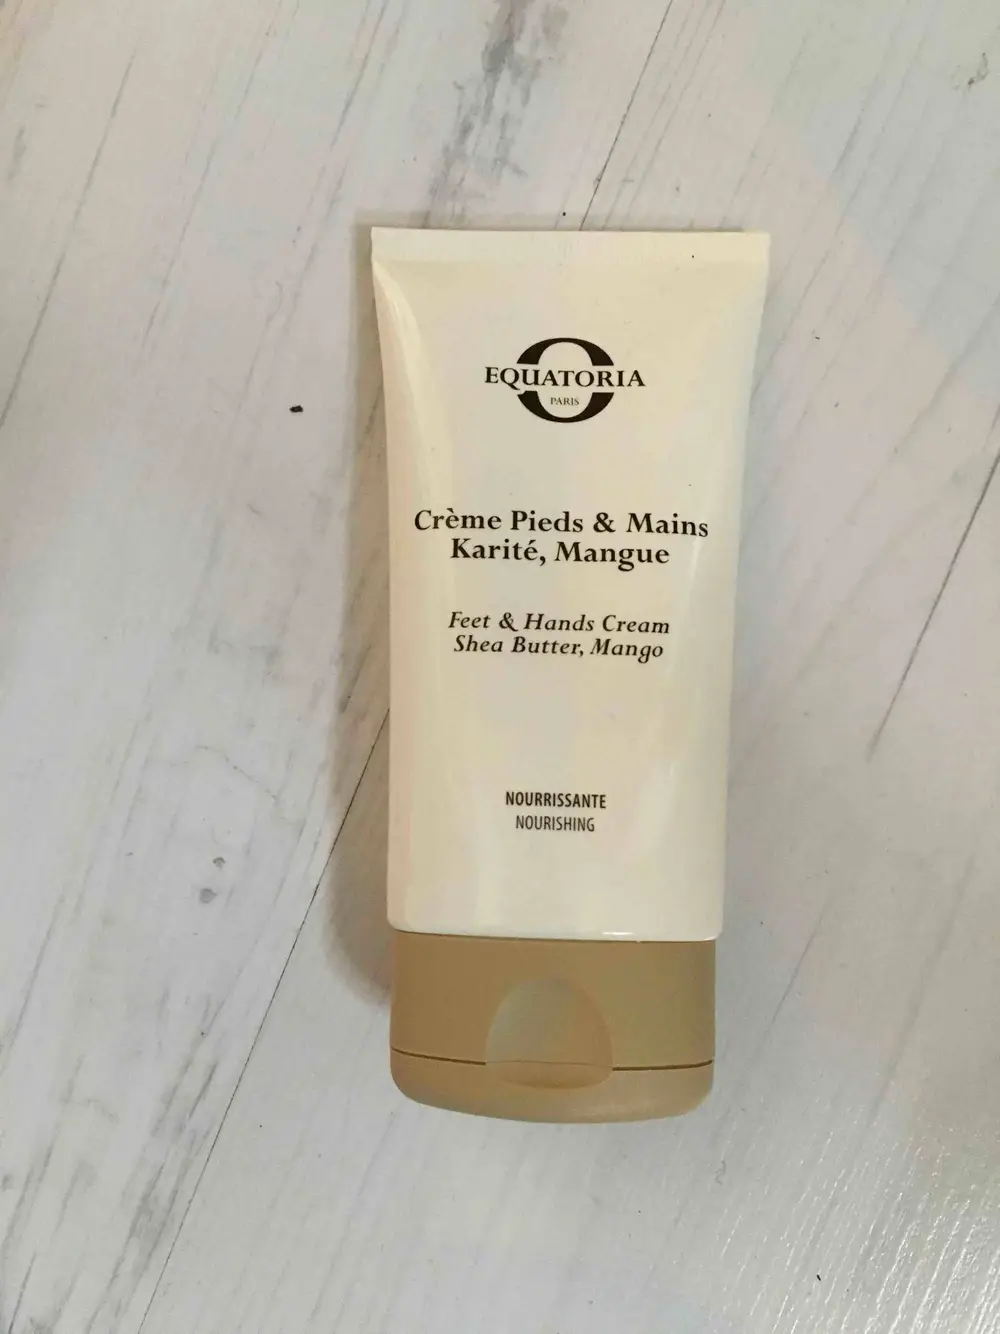 EQUATORIA
PARIS
Crème Pieds & Mains
Karité, Mangue
Feet & Hands Cream
Shea Butter, Mango
NOURRISSANTE
NOURISHING